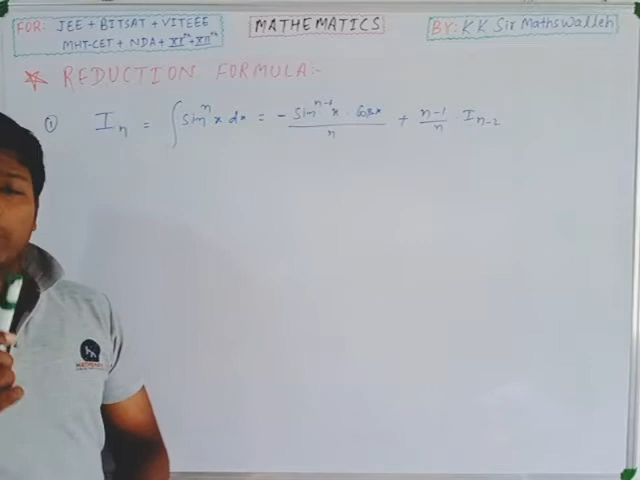 FOR: JEE + BITSAT + VITEEE
MHT-CET + NDA + XIᵗʰ + XIIᵗʰ
MATHEMATICS
BY: K K Sir Mathswalleh
★ REDUCTION FORMULA:-
① Iₙ = ∫ sinⁿx dx = - sinⁿ⁻¹x · cosx / n + n-1 / n · Iₙ₋₂